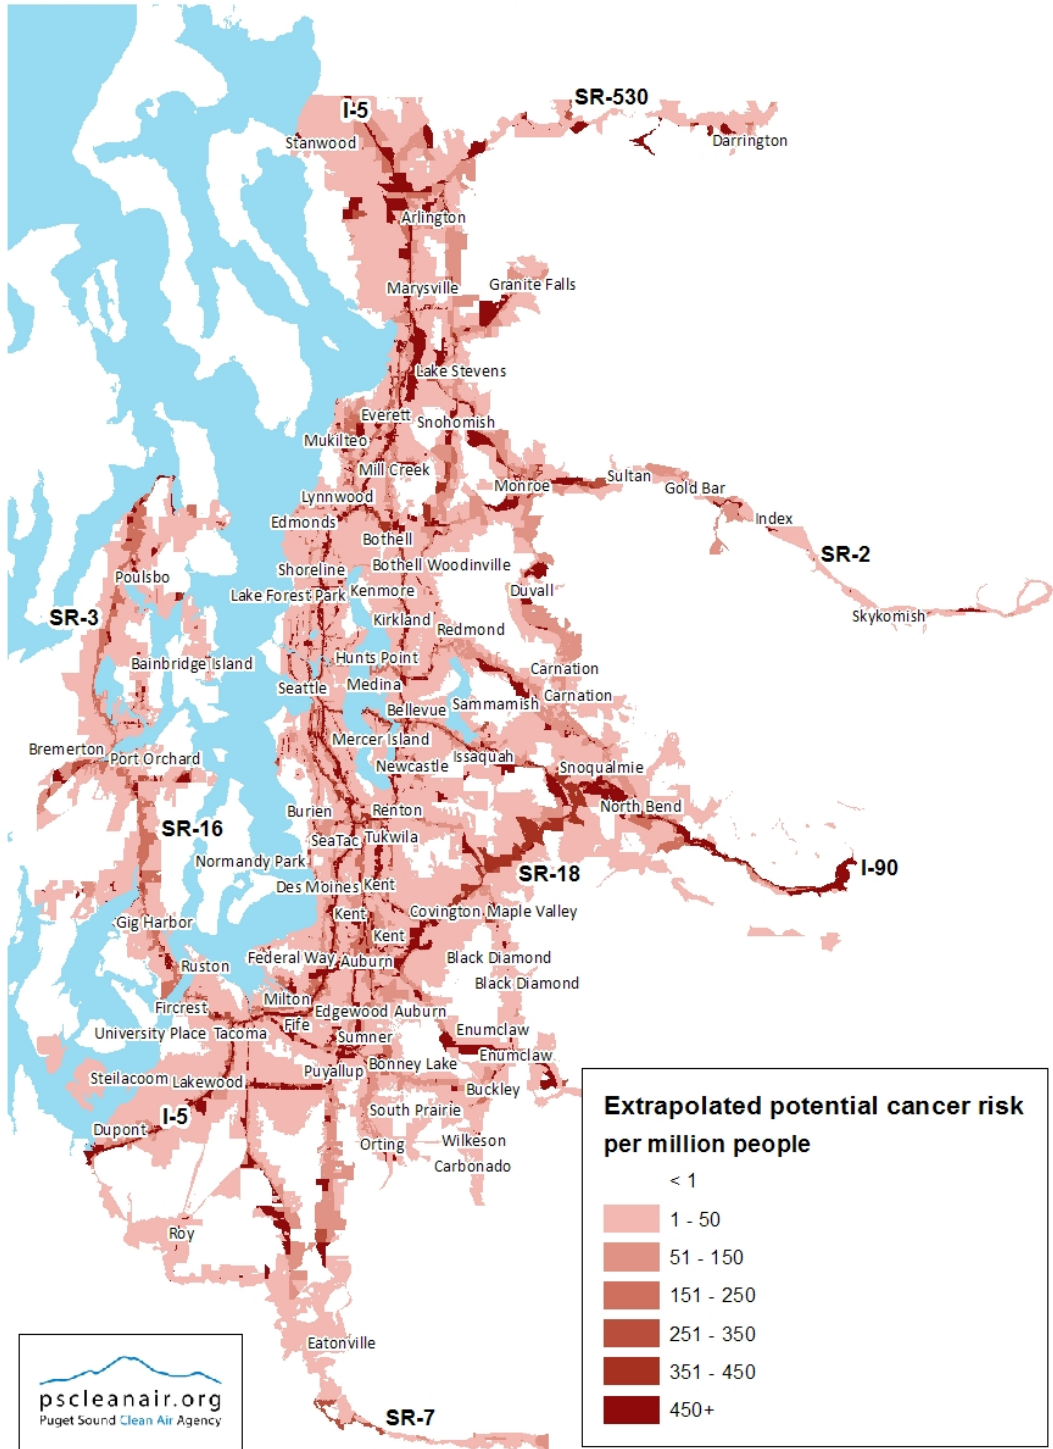 I-5
SR-530
Stanwood
Darrington
Arlington
Marysville
Granite Falls
Lake Stevens
Everett
Snohomish
Mukilteo
Mill Creek
Lynnwood
Monroe
Sultan
Gold Bar
Edmonds
Index
Bothell
SR-2
Shoreline
Bothell Woodinville
Poulsbo
Lake Forest Park
Kenmore
Duvall
SR-3
Kirkland
Redmond
Skykomish
Bainbridge Island
Hunts Point
Carnation
Seattle
Medina
Carnation
Bellevue
Sammamish
Bremerton
Port Orchard
Mercer Island
Issaquah
Newcastle
Snoqualmie
Burien
Renton
North Bend
SR-16
SeaTac
Tukwila
Normandy Park
SR-18
I-90
Des Moines
Kent
Gig Harbor
Kent
Covington
Maple Valley
Kent
Federal Way
Auburn
Black Diamond
Ruston
Black Diamond
Fircrest
Milton
Edgewood
Auburn
University Place
Tacoma
Fife
Sumner
Enumclaw
Enumclaw
Steilacoom
Lakewood
Puyallup
Bonney Lake
Buckley
I-5
Dupont
South Prairie
Orting
Wilkeson
Carbonado
Roy
Eatonville
SR-7
Extrapolated potential cancer risk
per million people
< 1
1 - 50
51 - 150
151 - 250
251 - 350
351 - 450
450+
pscleanair.org
Puget Sound Clean Air Agency